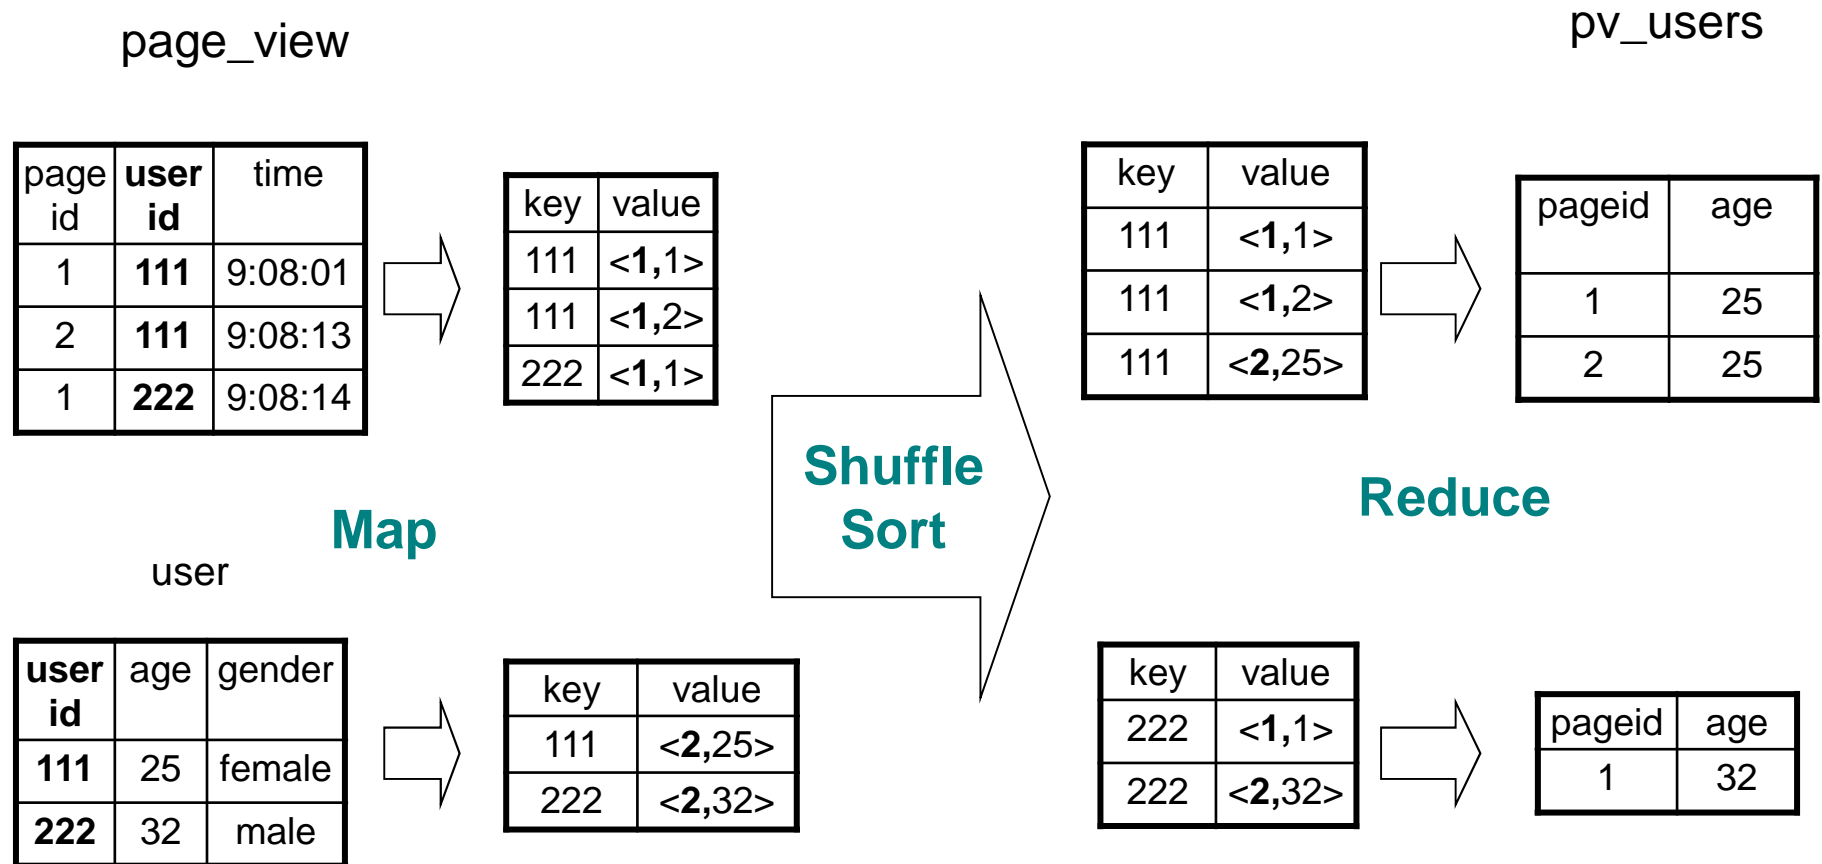 page_view
pv_users
page id user id time
1 111 9:08:01
2 111 9:08:13
1 222 9:08:14
key value
111 <1,1>
111 <1,2>
222 <1,1>
key value
111 <1,1>
111 <1,2>
111 <2,25>
pageid age
1 25
2 25
Map
Shuffle
Sort
Reduce
user
user id age gender
111 25 female
222 32 male
key value
111 <2,25>
222 <2,32>
key value
222 <1,1>
222 <2,32>
pageid age
1 32